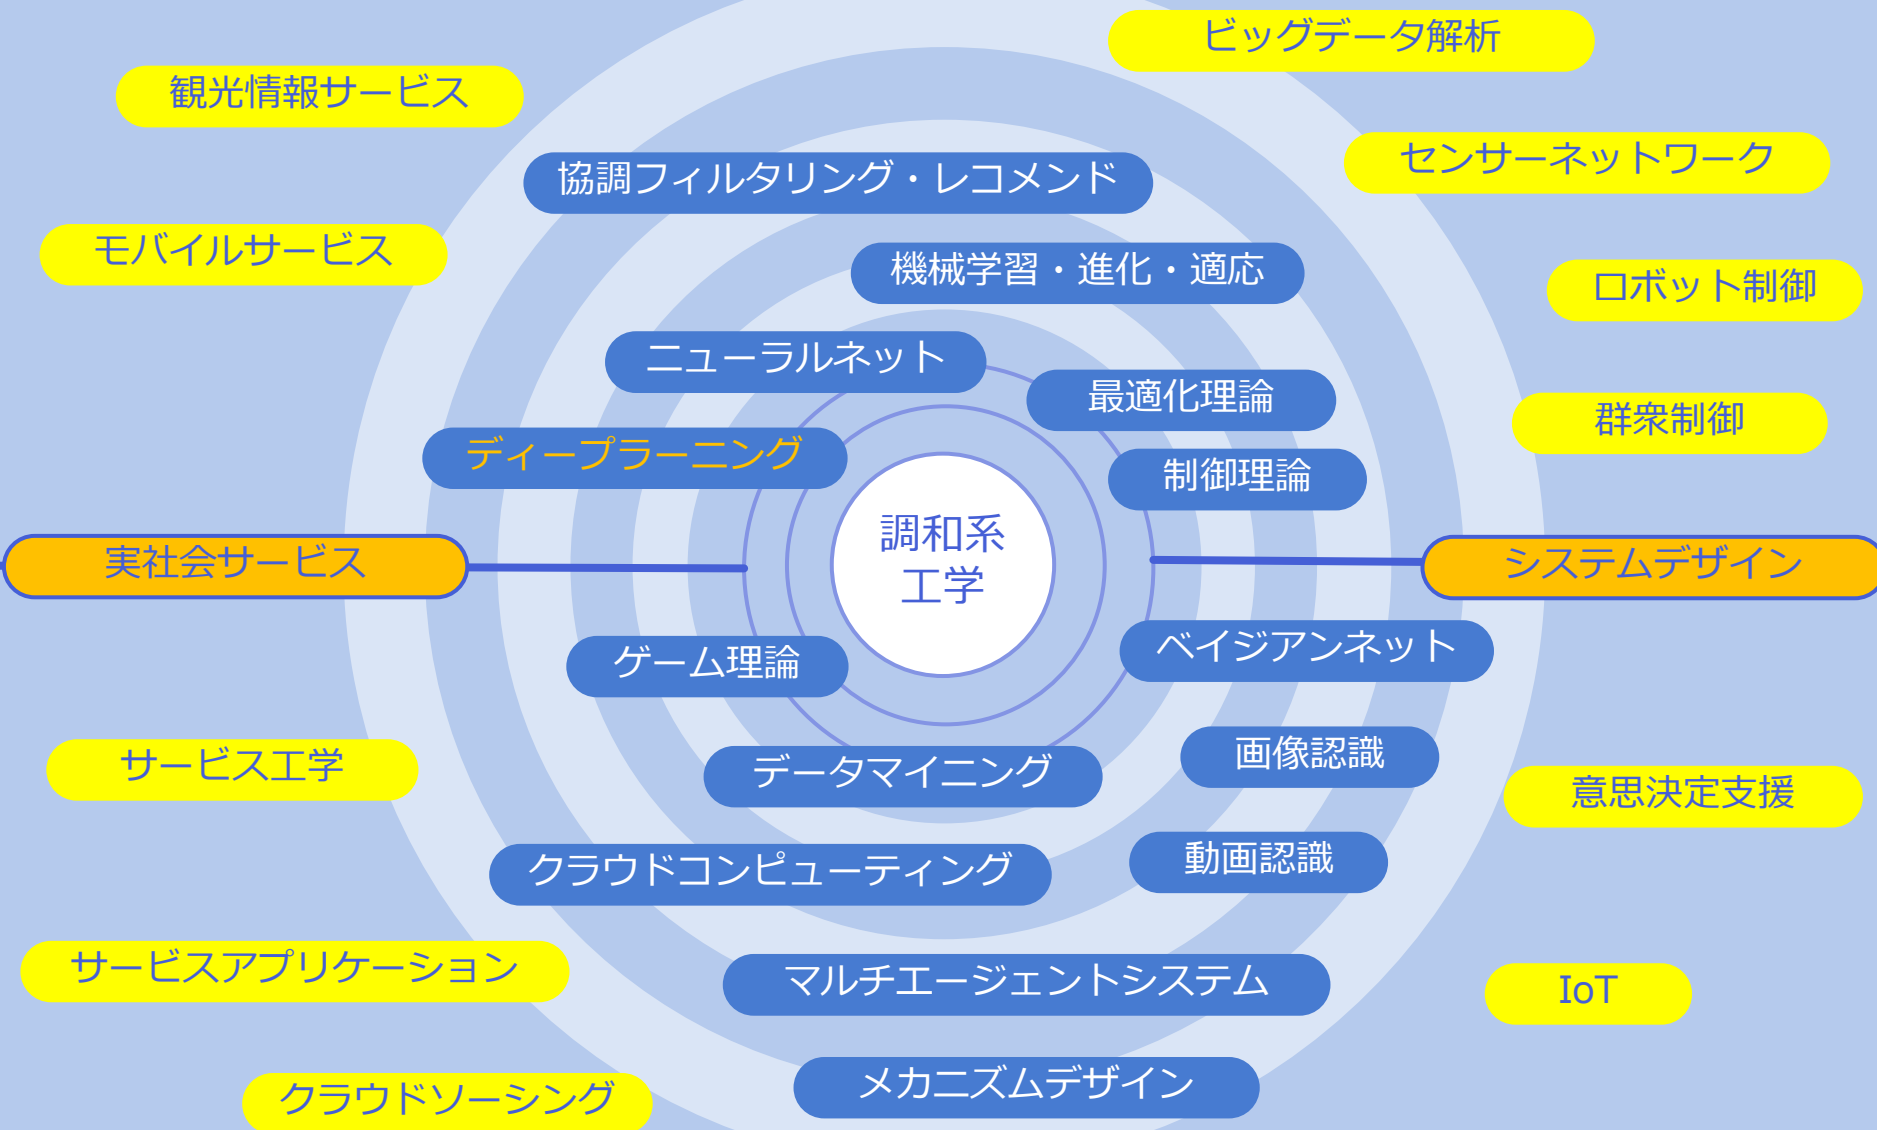 ビッグデータ解析
観光情報サービス
センサーネットワーク
協調フィルタリング・レコメンド
モバイルサービス
機械学習・進化・適応
ロボット制御
ニューラルネット
最適化理論
群衆制御
ディープラーニング
制御理論
調和系
工学
実社会サービス
システムデザイン
ゲーム理論
ベイジアンネット
サービス工学
データマイニング
画像認識
意思決定支援
クラウドコンピューティング
動画認識
サービスアプリケーション
マルチエージェントシステム
IoT
クラウドソーシング
メカニズムデザイン